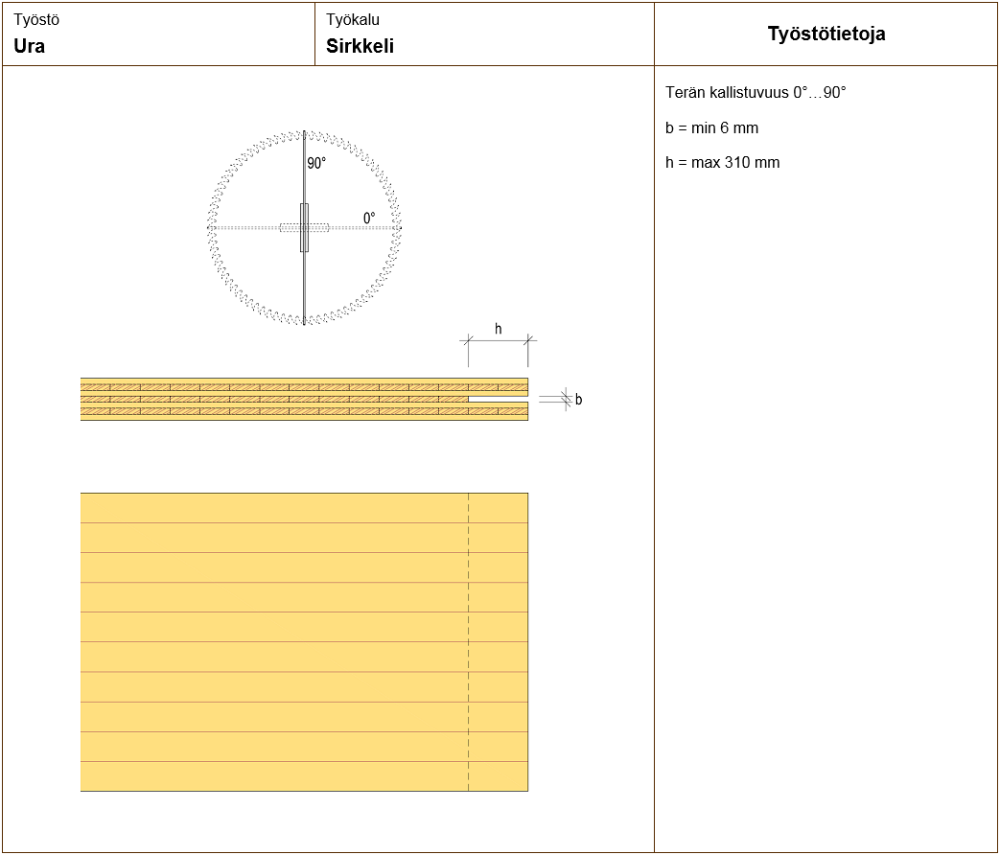 Työstö
Ura
Työkalu
Sirkkeli
Työstötietoja
Terän kallistuvuus 0°…90°
b = min 6 mm
h = max 310 mm
90°
0°
h
b